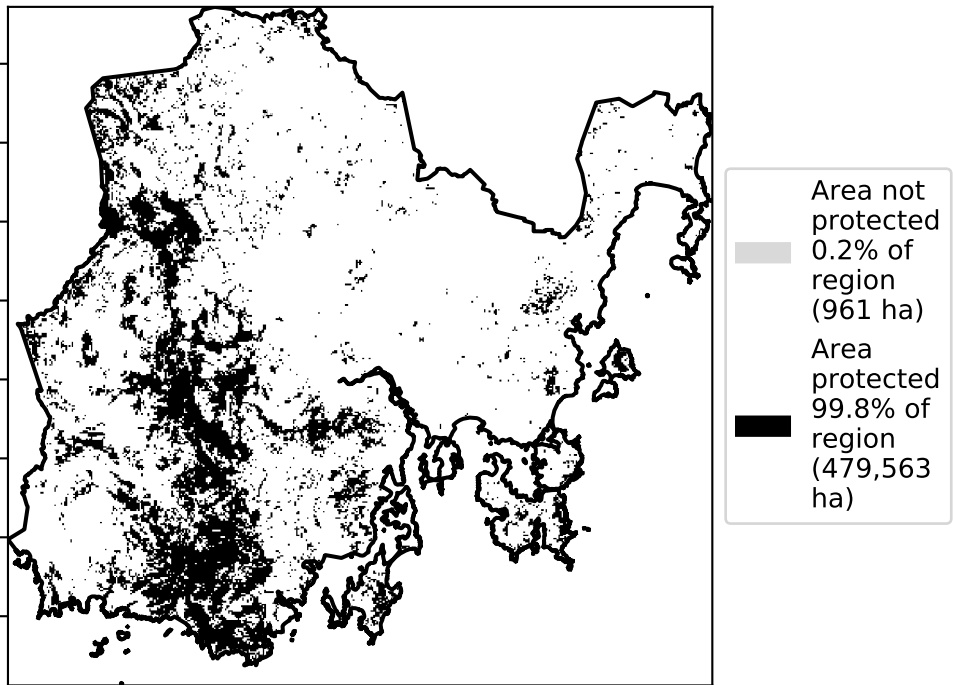 Area not
protected
0.2% of
region
(961 ha)
Area
protected
99.8% of
region
(479,563
ha)